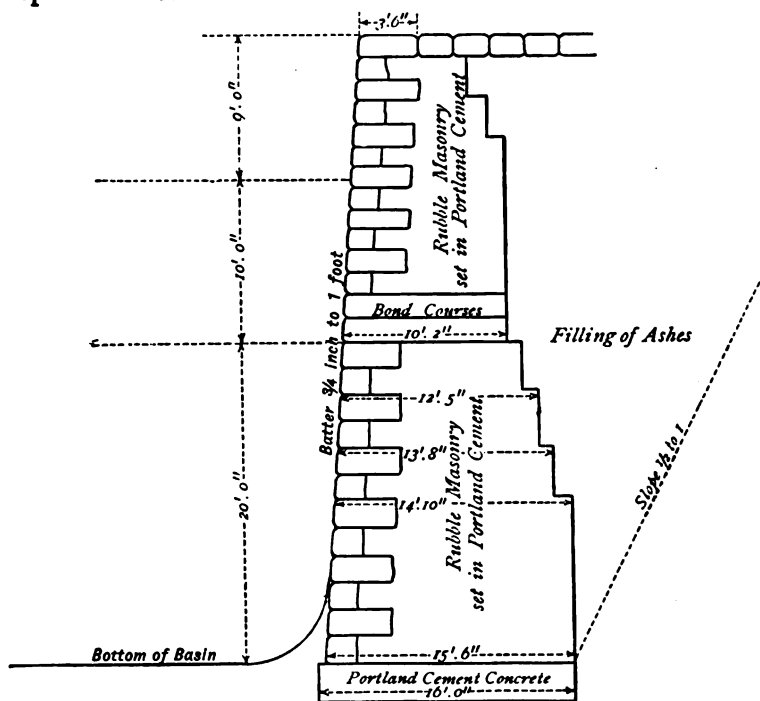 3'.6"
9'.0"
Rubble Masonry
set in Portland Cement
10'.0"
Batter 3/4 inch to 1 foot
Bond Courses
10'.2"
Filling of Ashes
12'.5"
13'.8"
14'.10"
Rubble Masonry
set in Portland Cement
20'.0"
Slope 1/2 to 1
Bottom of Basin
15'.6"
Portland Cement Concrete
16'.0"